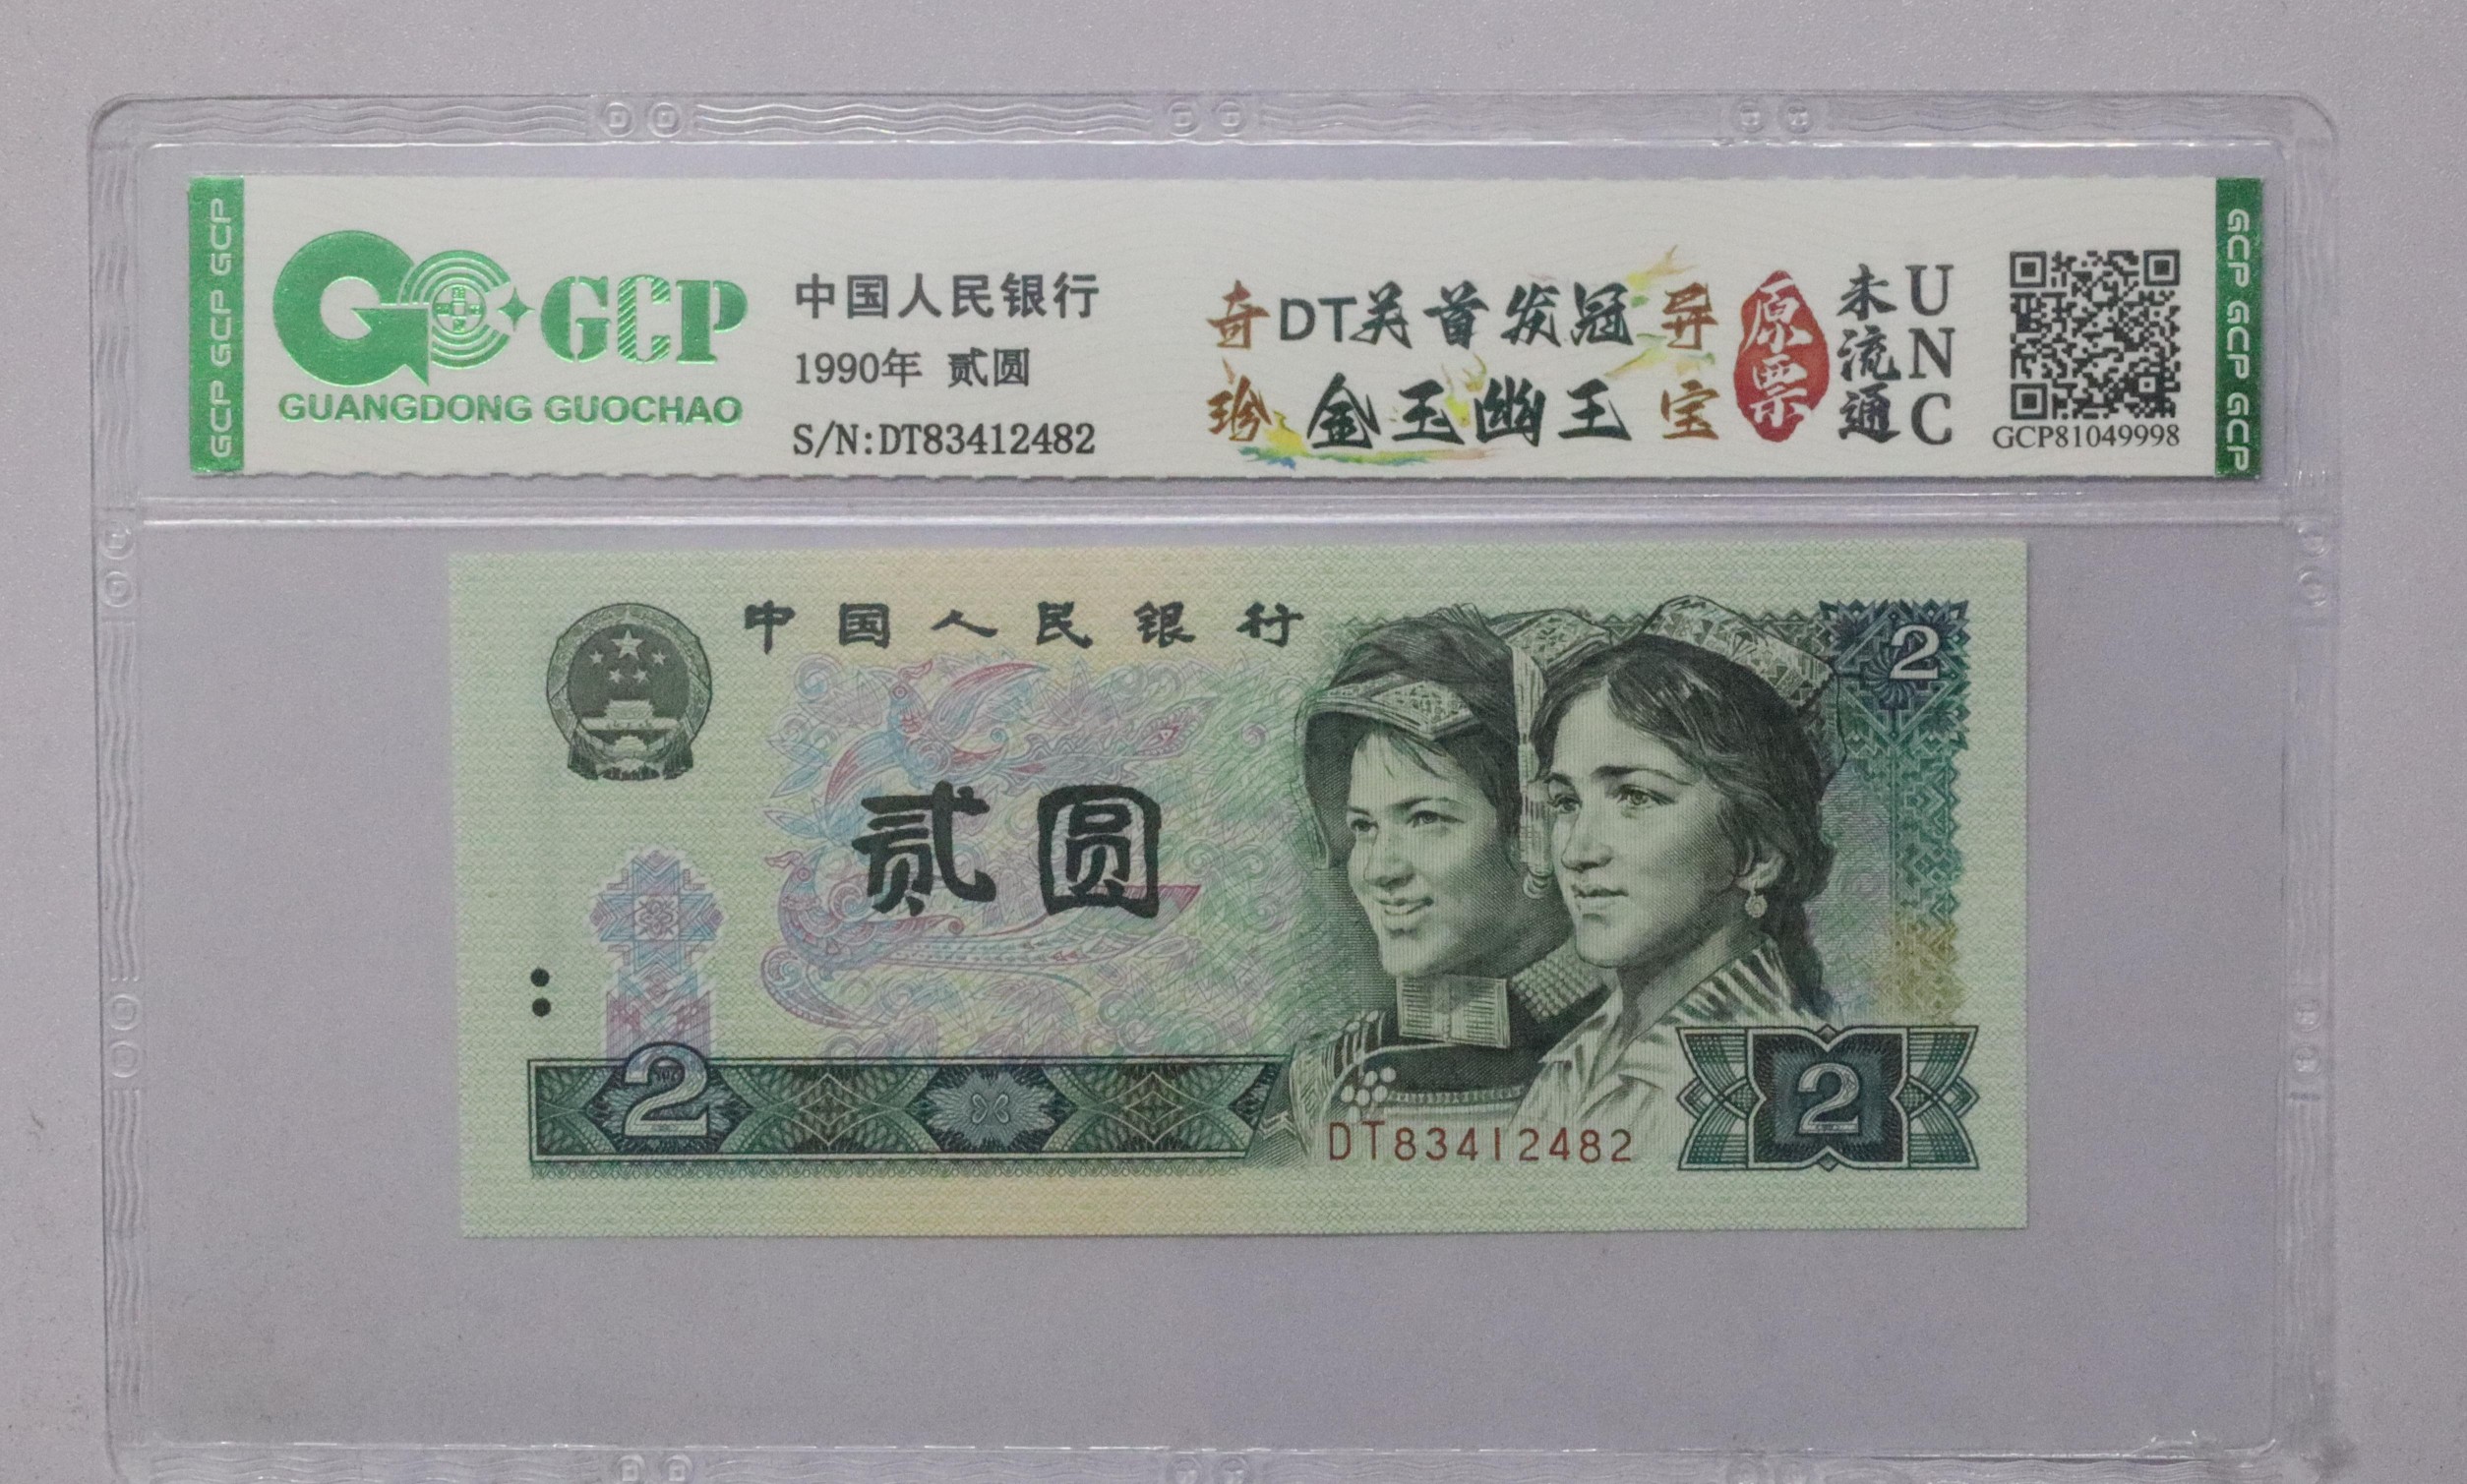 GCP GCP GCP
GCP
GUANGDONG GUOCHAO
中国人民银行
1990年 贰圆
S/N:DT83412482
奇珍
DT关首发冠
金玉幽王
异宝
原票
未流通
UNC
GCP81049998
GCP GCP GCP
中国人民银行
2
贰圆
2
DT83412482
2